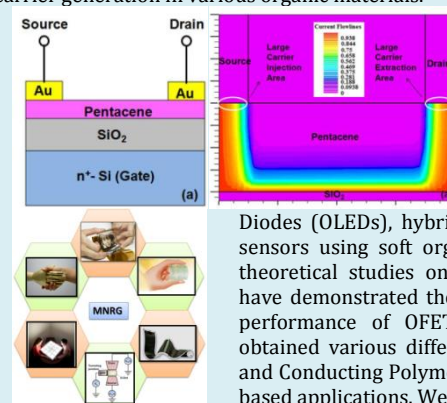 carrier generation in various organic materials.
Source Drain
Au Au
Pentacene
SiO₂
n⁺- Si (Gate)
(a)
Current Flowlines
Source
Large Carrier Injection Area
Large Carrier Extraction Area
Drain
Pentacene
SiO₂
MNRG
Diodes (OLEDs), hybri
sensors using soft org
theoretical studies on
have demonstrated the
performance of OFET
obtained various diffe
and Conducting Polyme
based applications. We